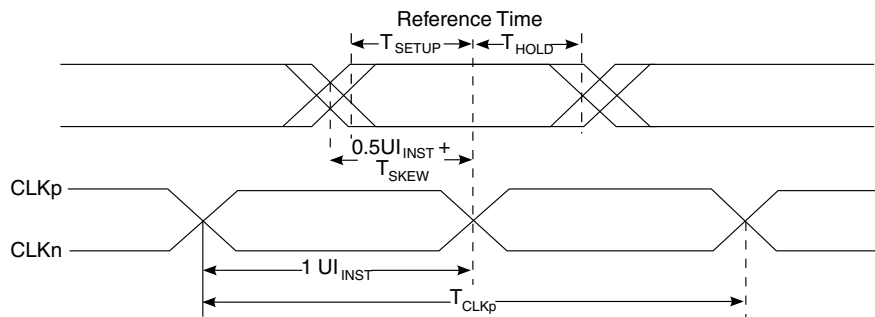 Reference Time
TSETUP THOLD
0.5UIINST +
TSKEW
CLKp
CLKn
1 UIINST
TCLKp